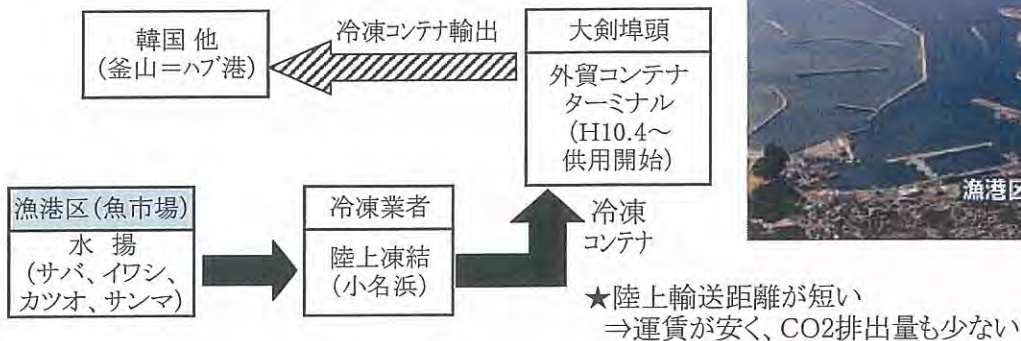 韓国 他
(釜山=ハブ港)
冷凍コンテナ輸出
大剣埠頭
外貿コンテナ
ターミナル
(H10.4~
供用開始)
漁港区(魚市場)
水 揚
(サバ、イワシ、
カツオ、サンマ)
冷凍業者
陸上凍結
(小名浜)
冷凍
コンテナ
★陸上輸送距離が短い
⇒運賃が安く、CO2排出量も少ない
漁港区